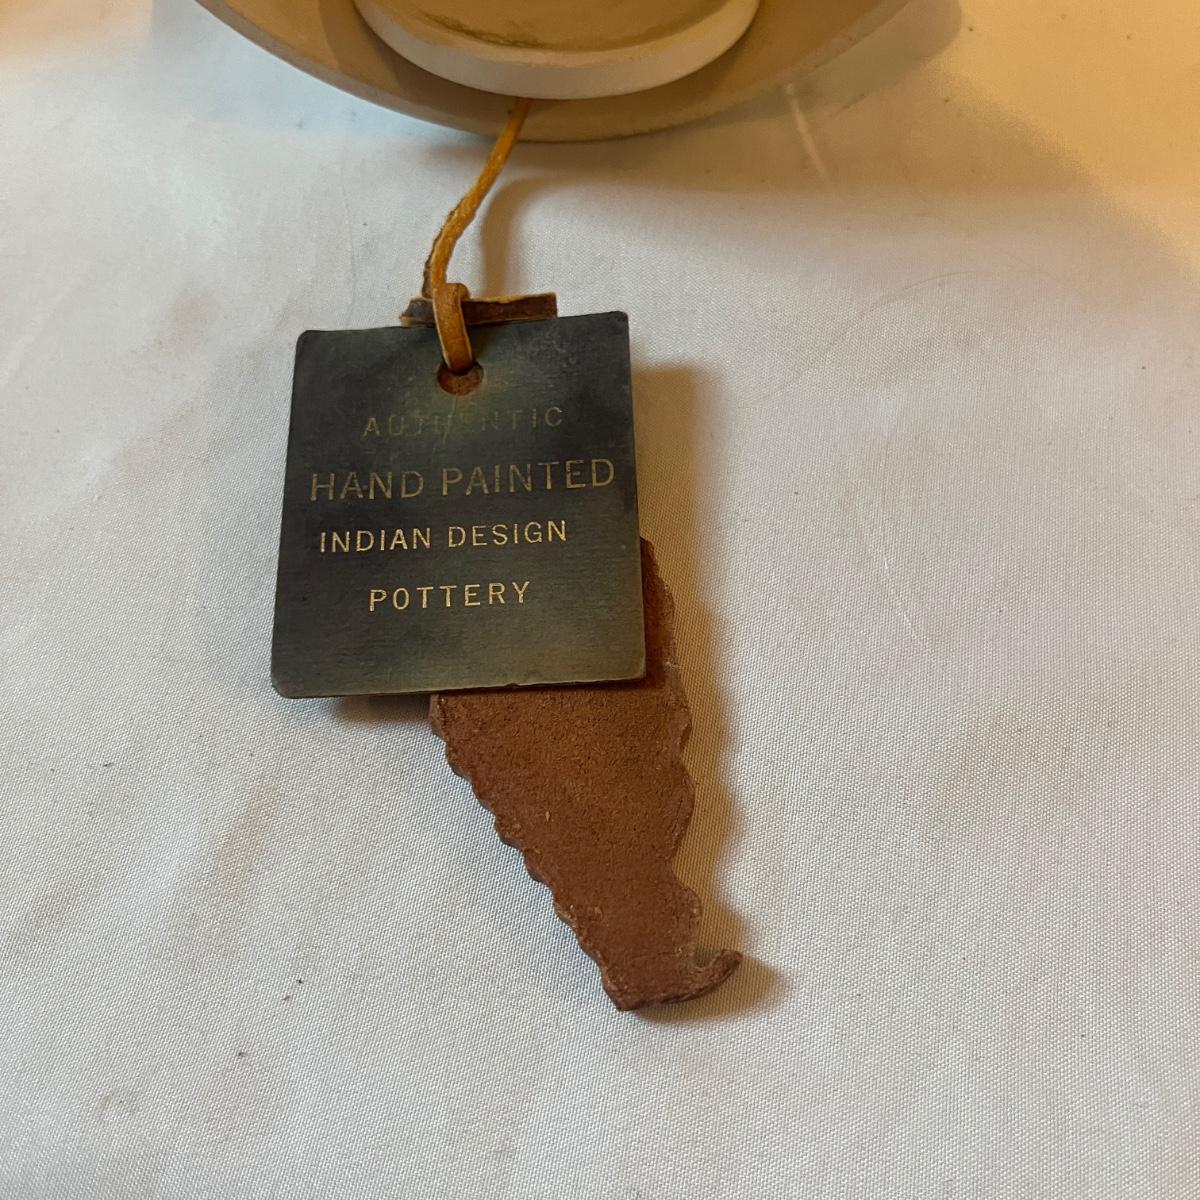 AUTHENTIC
HAND PAINTED
INDIAN DESIGN
POTTERY